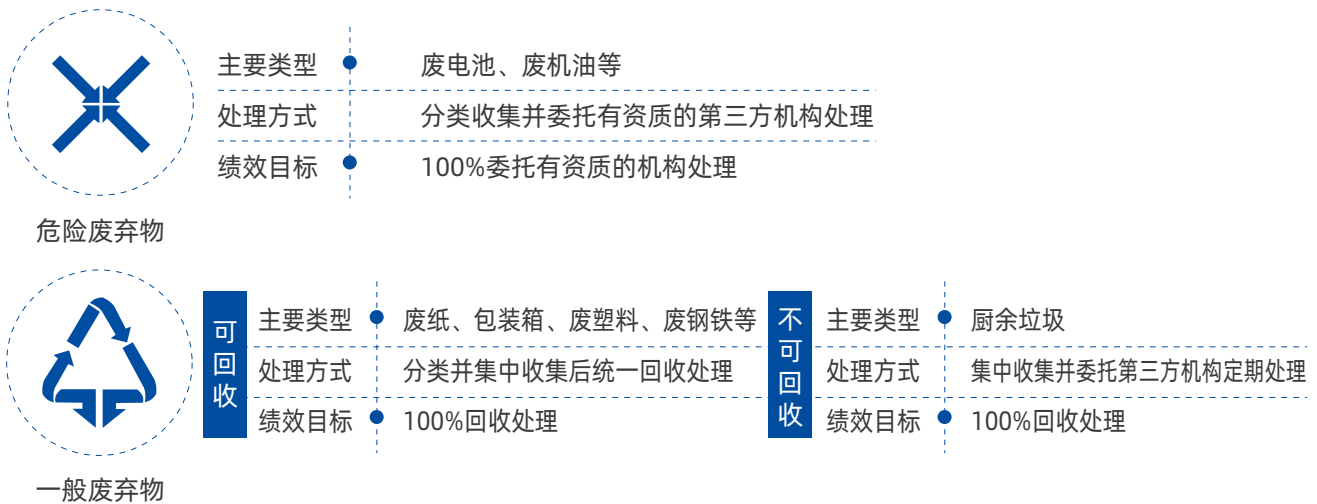 主要类型 废电池、废机油等
处理方式 分类收集并委托有资质的第三方机构处理
绩效目标 100%委托有资质的机构处理
危险废弃物
可回收
主要类型 废纸、包装箱、废塑料、废钢铁等
处理方式 分类并集中收集后统一回收处理
绩效目标 100%回收处理
不可回收
主要类型 厨余垃圾
处理方式 集中收集并委托第三方机构定期处理
绩效目标 100%回收处理
一般废弃物